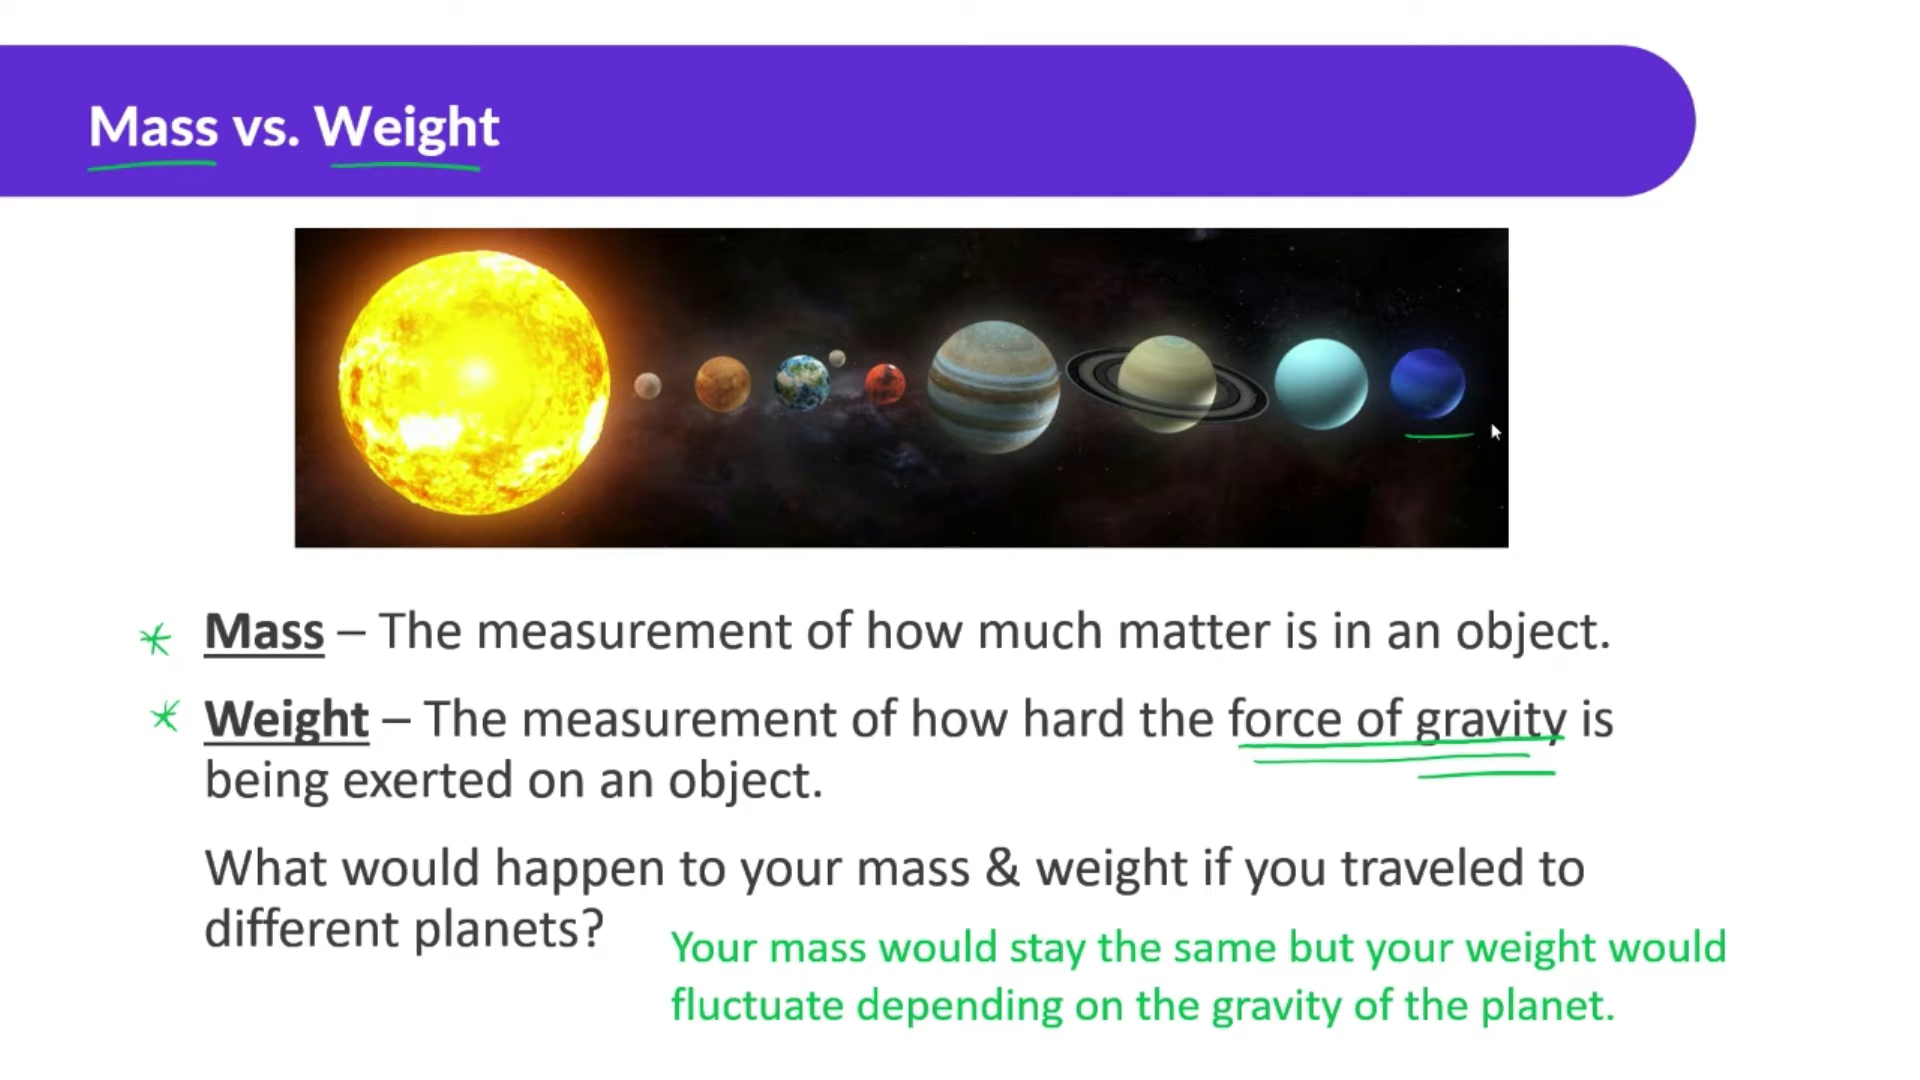 Mass vs. Weight
Mass – The measurement of how much matter is in an object.
Weight – The measurement of how hard the force of gravity is
being exerted on an object.
What would happen to your mass & weight if you traveled to
different planets?
Your mass would stay the same but your weight would
fluctuate depending on the gravity of the planet.